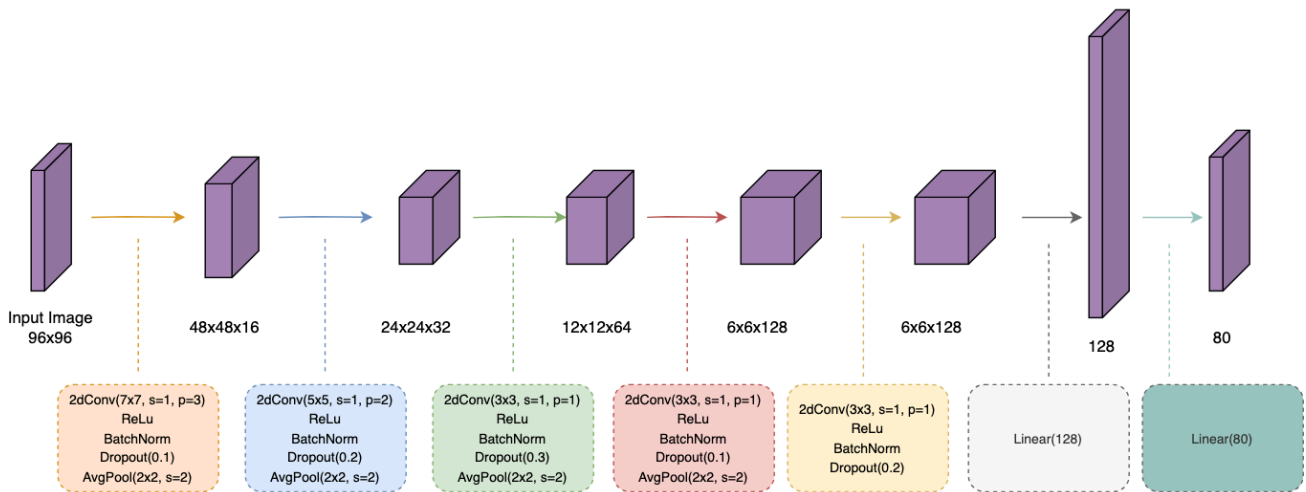 Input Image
96x96
48x48x16
24x24x32
12x12x64
6x6x128
6x6x128
128
80
2dConv(7x7, s=1, p=3)
ReLu
BatchNorm
Dropout(0.1)
AvgPool(2x2, s=2)
2dConv(5x5, s=1, p=2)
ReLu
BatchNorm
Dropout(0.2)
AvgPool(2x2, s=2)
2dConv(3x3, s=1, p=1)
ReLu
BatchNorm
Dropout(0.3)
AvgPool(2x2, s=2)
2dConv(3x3, s=1, p=1)
ReLu
BatchNorm
Dropout(0.1)
AvgPool(2x2, s=2)
2dConv(3x3, s=1, p=1)
ReLu
BatchNorm
Dropout(0.2)
Linear(128)
Linear(80)